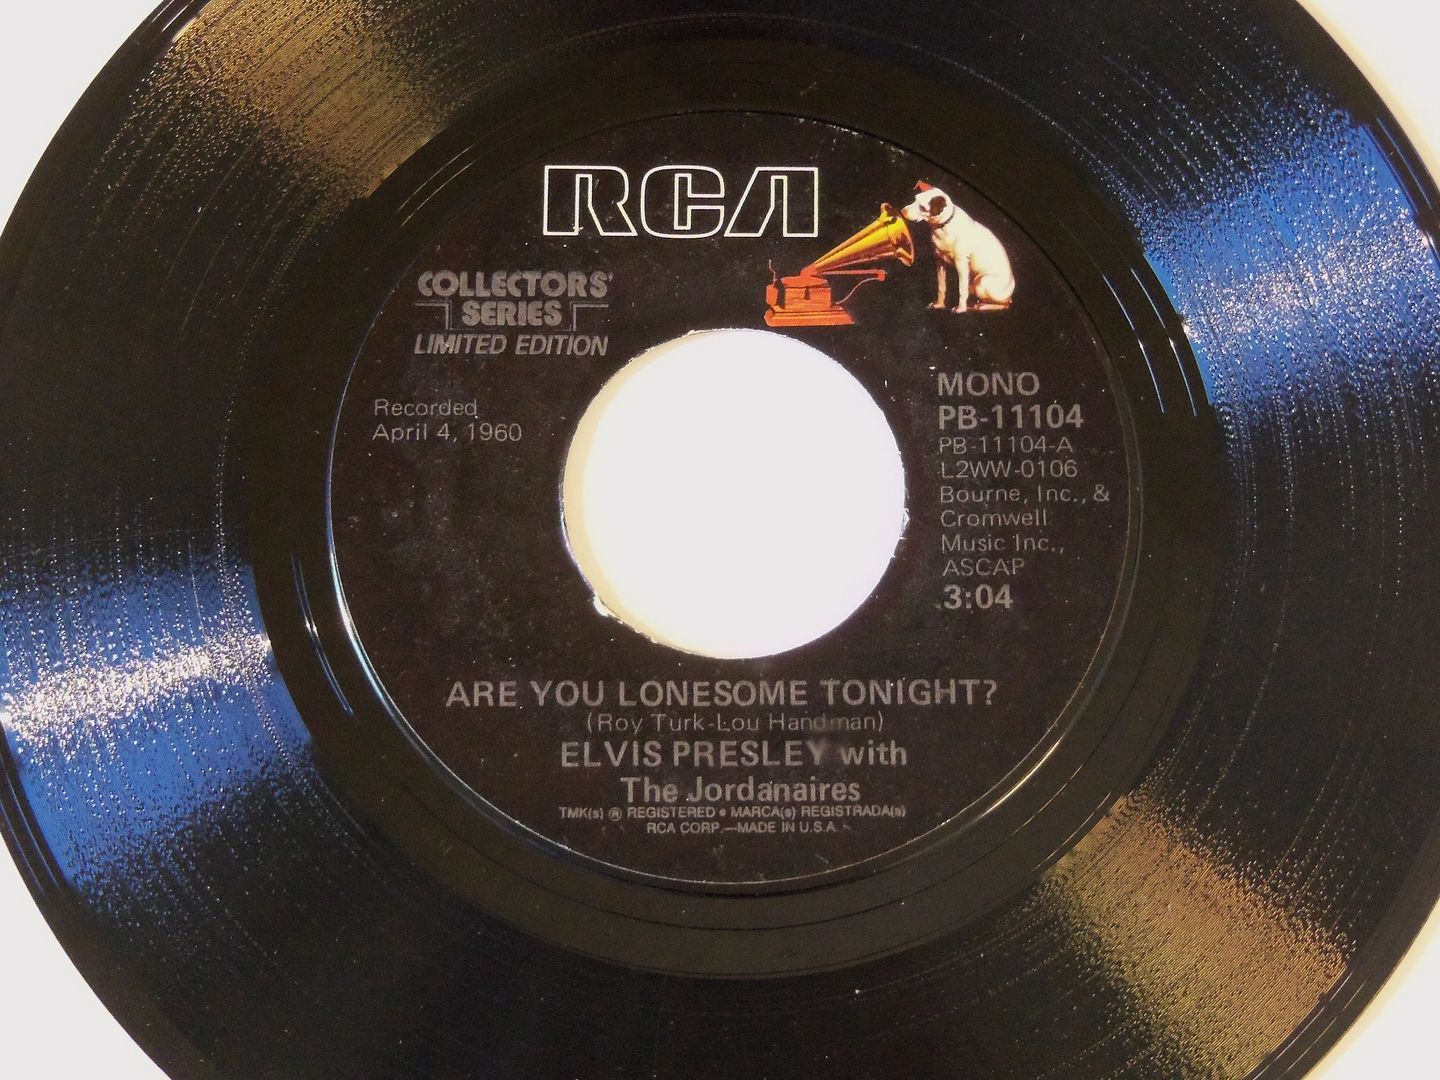 RCA
COLLECTORS'
SERIES
LIMITED EDITION
Recorded
April 4, 1960
MONO
PB-11104
PB-11104-A
L2WW-0106
Bourne, Inc., &
Cromwell
Music Inc.,
ASCAP
3:04
ARE YOU LONESOME TONIGHT?
(Roy Turk-Lou Handman)
ELVIS PRESLEY with
The Jordanaires
TMK(s) ® REGISTERED • MARCA(s) REGISTRADA(s)
RCA CORP.—MADE IN U.S.A.